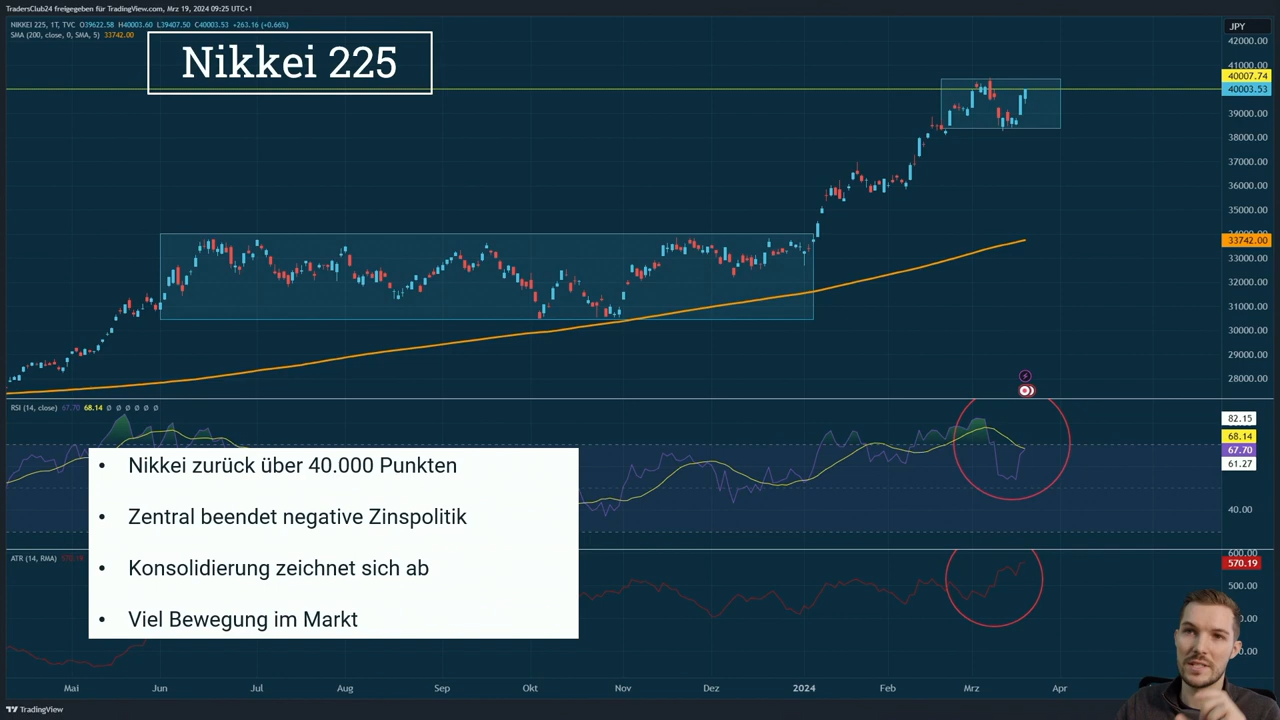 TradersClub24 freigegeben für TradingView.com, Mrz 19, 2024 09:25 UTC+1
NIKKEI 225, 1T, TVC O39622.58 H40003.60 L39407.50 C40003.53 +263.16 (+0.66%)
SMA (200, close, 0, SMA, 5) 33742.00
Nikkei 225
JPY
42000.00
41000.00
40007.74
40003.53
39000.00
38000.00
37000.00
36000.00
35000.00
33742.00
33000.00
32000.00
31000.00
30000.00
29000.00
28000.00
RSI (14, close) 67.70 68.14 Ø Ø Ø Ø Ø
82.15
68.14
67.70
61.27
40.00
• Nikkei zurück über 40.000 Punkten
• Zentral beendet negative Zinspolitik
• Konsolidierung zeichnet sich ab
• Viel Bewegung im Markt
ATR (14, RMA) 570.19
600.00
570.19
500.00
Mai Jun Jul Aug Sep Okt Nov Dez 2024 Feb Mrz Apr
TradingView